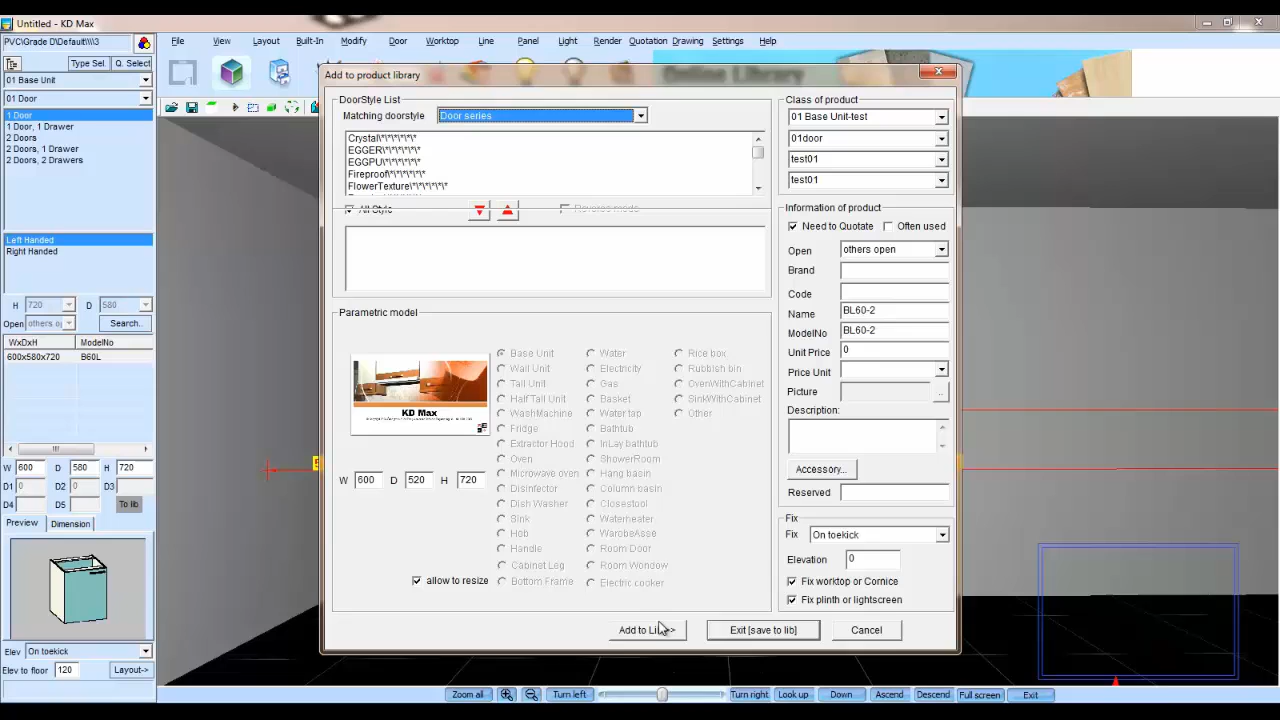 Untitled - KD Max
PVC\Grade D\Default\\\\3
File View Layout Built-In Modify Door Worktop Line Panel Light Render Quotation Drawing Settings Help
Type Sel. Q. Select
01 Base Unit
01 Door
1 Door
1 Door, 1 Drawer
2 Doors
2 Doors, 1 Drawer
2 Doors, 2 Drawers
Left Handed
Right Handed
H 720 D 580
Open others o
Search..
WxDxH ModelNo
600x580x720 B60L
W 600 D 580 H 720
D1 0 D2 0 D3
D4 D5 To lib
Preview Dimension
Elev On toekick
Elev to floor 120 Layout->
Online Library
Add to product library
DoorStyle List
Matching doorstyle Door series
Crystal\*\*\*\*\*\*
EGGER\*\*\*\*\*\*
EGGPU\*\*\*\*\*\*
Fireproof\*\*\*\*\*\*
FlowerTexture\*\*\*\*\*\*
All Style Reverse mode
Parametric model
KD Max
Base Unit
Wall Unit
Tall Unit
Half Tall Unit
WashMachine
Fridge
Extractor Hood
Oven
Microwave oven
Disinfector
Dish Washer
Sink
Hob
Handle
Cabinet Leg
Bottom Frame
Water
Electricity
Gas
Basket
Water tap
Bathtub
InLay bathtub
ShowerRoom
Hang basin
Column basin
Closestool
Waterheater
WarobeAsse
Room Door
Room Wondow
Electric cooker
Rice box
Rubbish bin
OvenWithCabinet
SinkWithCabinet
Other
W 600 D 520 H 720
allow to resize
Class of product
01 Base Unit-test
01door
test01
test01
Information of product
Need to Quotate Often used
Open others open
Brand
Code
Name BL60-2
ModelNo BL60-2
Unit Price 0
Price Unit
Picture ..
Description:
Accessory...
Reserved
Fix
Fix On toekick
Elevation 0
Fix worktop or Cornice
Fix plinth or lightscreen
Add to Exit [save to lib] Cancel
Zoom all Turn left Turn right Look up Down Ascend Descend Full screen Exit